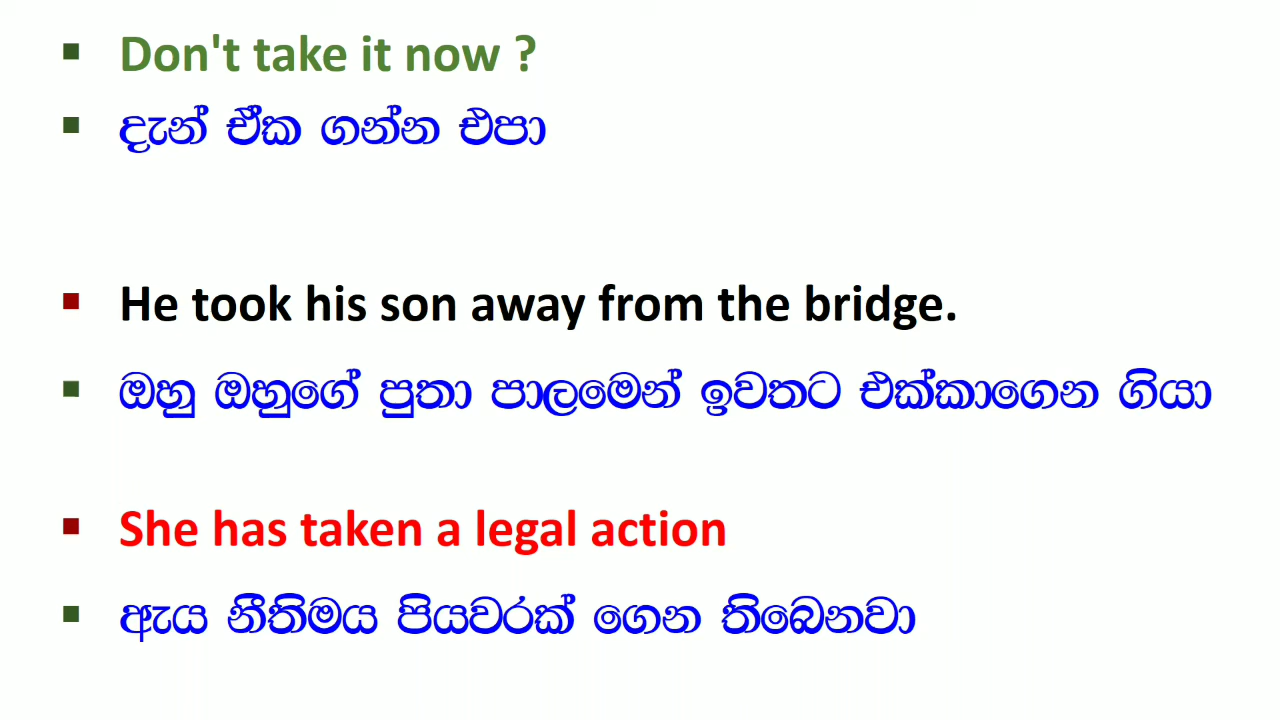 Don't take it now ?
දැන් ඒක ගන්න එපා
He took his son away from the bridge.
ඔහු ඔහුගේ පුතා පාලමෙන් ඉවතට එක්කාගෙන ගියා
She has taken a legal action
ඇය නීතිමය පියවරක් ගෙන තිබෙනවා